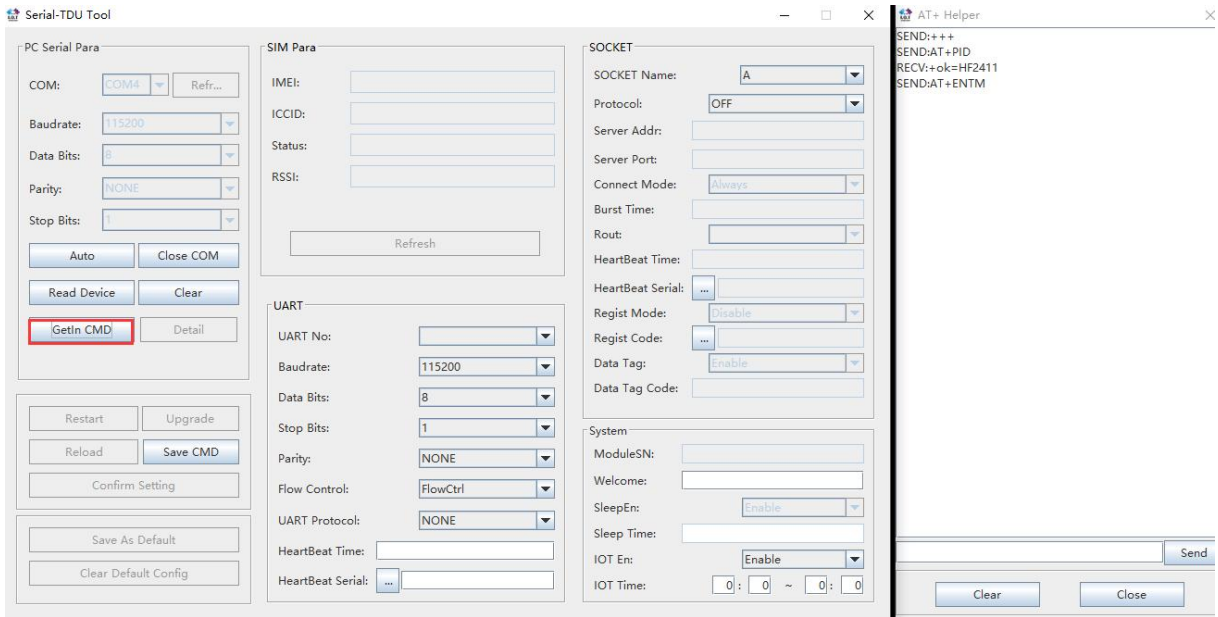 Serial-TDU Tool
PC Serial Para
COM: COM4 Refr...
Baudrate: 115200
Data Bits: 8
Parity: NONE
Stop Bits: 1
Auto Close COM
Read Device Clear
GetIn CMD Detail
Restart Upgrade
Reload Save CMD
Confirm Setting
Save As Default
Clear Default Config
SIM Para
IMEI:
ICCID:
Status:
RSSI:
Refresh
UART
UART No:
Baudrate: 115200
Data Bits: 8
Stop Bits: 1
Parity: NONE
Flow Control: FlowCtrl
UART Protocol: NONE
HeartBeat Time:
HeartBeat Serial: ...
SOCKET
SOCKET Name: A
Protocol: OFF
Server Addr:
Server Port:
Connect Mode: Always
Burst Time:
Rout:
HeartBeat Time:
HeartBeat Serial: ...
Regist Mode: Disable
Regist Code: ...
Data Tag: Enable
Data Tag Code:
System
ModuleSN:
Welcome:
SleepEn: Enable
Sleep Time:
IOT En: Enable
IOT Time: 0 : 0 ~ 0 : 0
AT+ Helper
SEND:+++
SEND:AT+PID
RECV:+ok=HF2411
SEND:AT+ENTM
Send
Clear Close